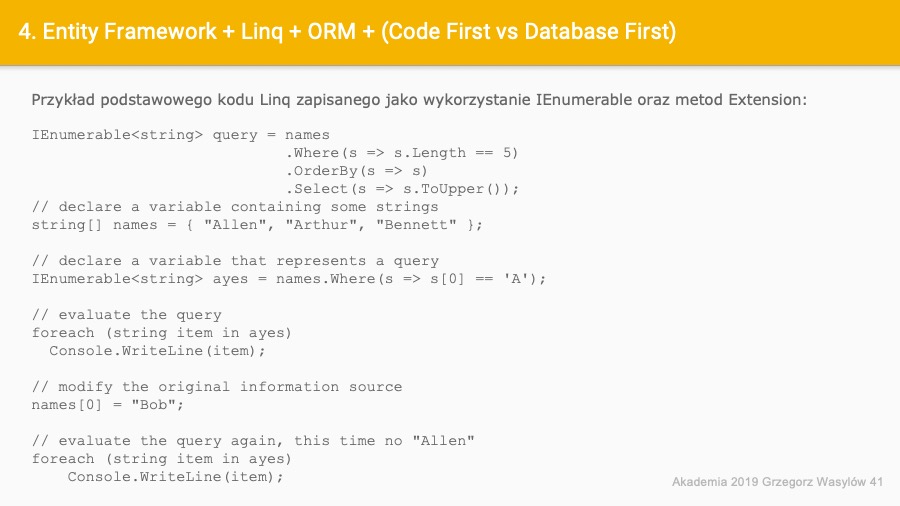 4. Entity Framework + Linq + ORM + (Code First vs Database First)
Przykład podstawowego kodu Linq zapisanego jako wykorzystanie IEnumerable oraz metod Extension:
IEnumerable<string> query = names
.Where(s => s.Length == 5)
.OrderBy(s => s)
.Select(s => s.ToUpper());
// declare a variable containing some strings
string[] names = { "Allen", "Arthur", "Bennett" };
// declare a variable that represents a query
IEnumerable<string> ayes = names.Where(s => s[0] == 'A');
// evaluate the query
foreach (string item in ayes)
Console.WriteLine(item);
// modify the original information source
names[0] = "Bob";
// evaluate the query again, this time no "Allen"
foreach (string item in ayes)
Console.WriteLine(item);
Akademia 2019 Grzegorz Wasylów 41